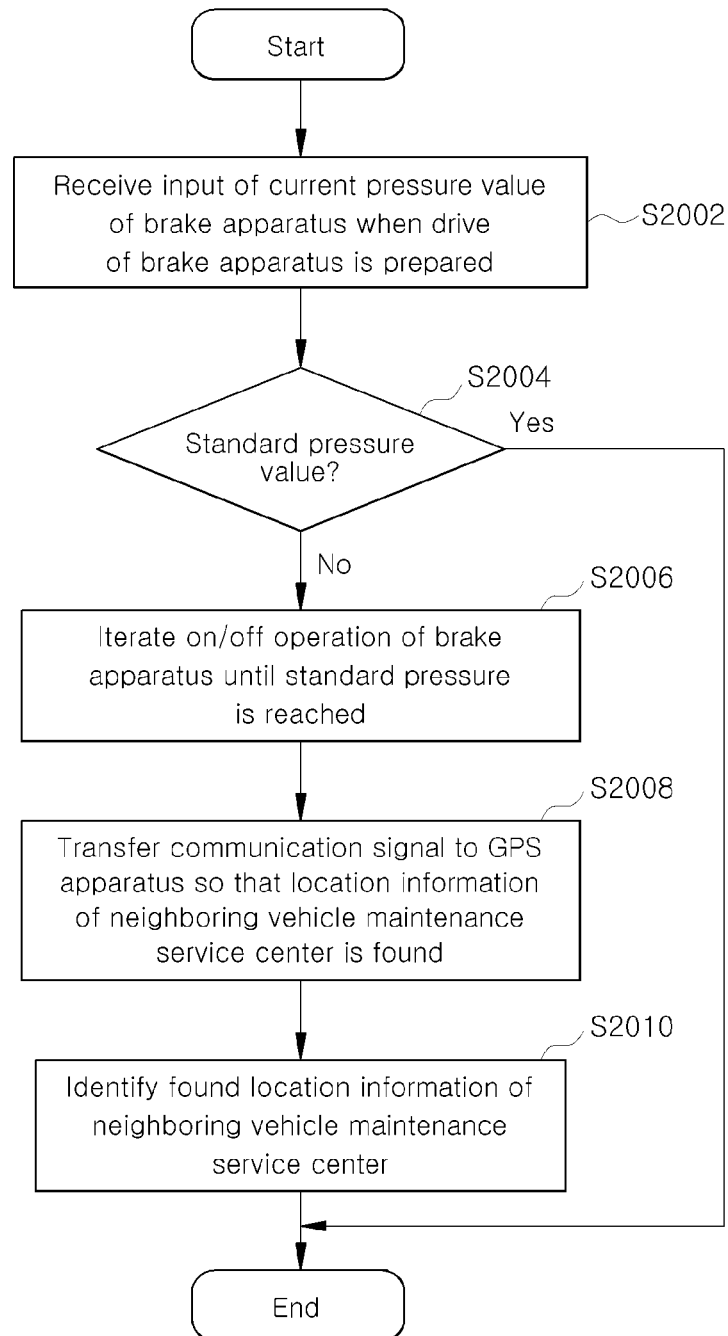 Start
Receive input of current pressure value
of brake apparatus when drive
of brake apparatus is prepared
S2002
S2004
Standard pressure
value?
Yes
No
S2006
Iterate on/off operation of brake
apparatus until standard pressure
is reached
S2008
Transfer communication signal to GPS
apparatus so that location information
of neighboring vehicle maintenance
service center is found
S2010
Identify found location information of
neighboring vehicle maintenance
service center
End